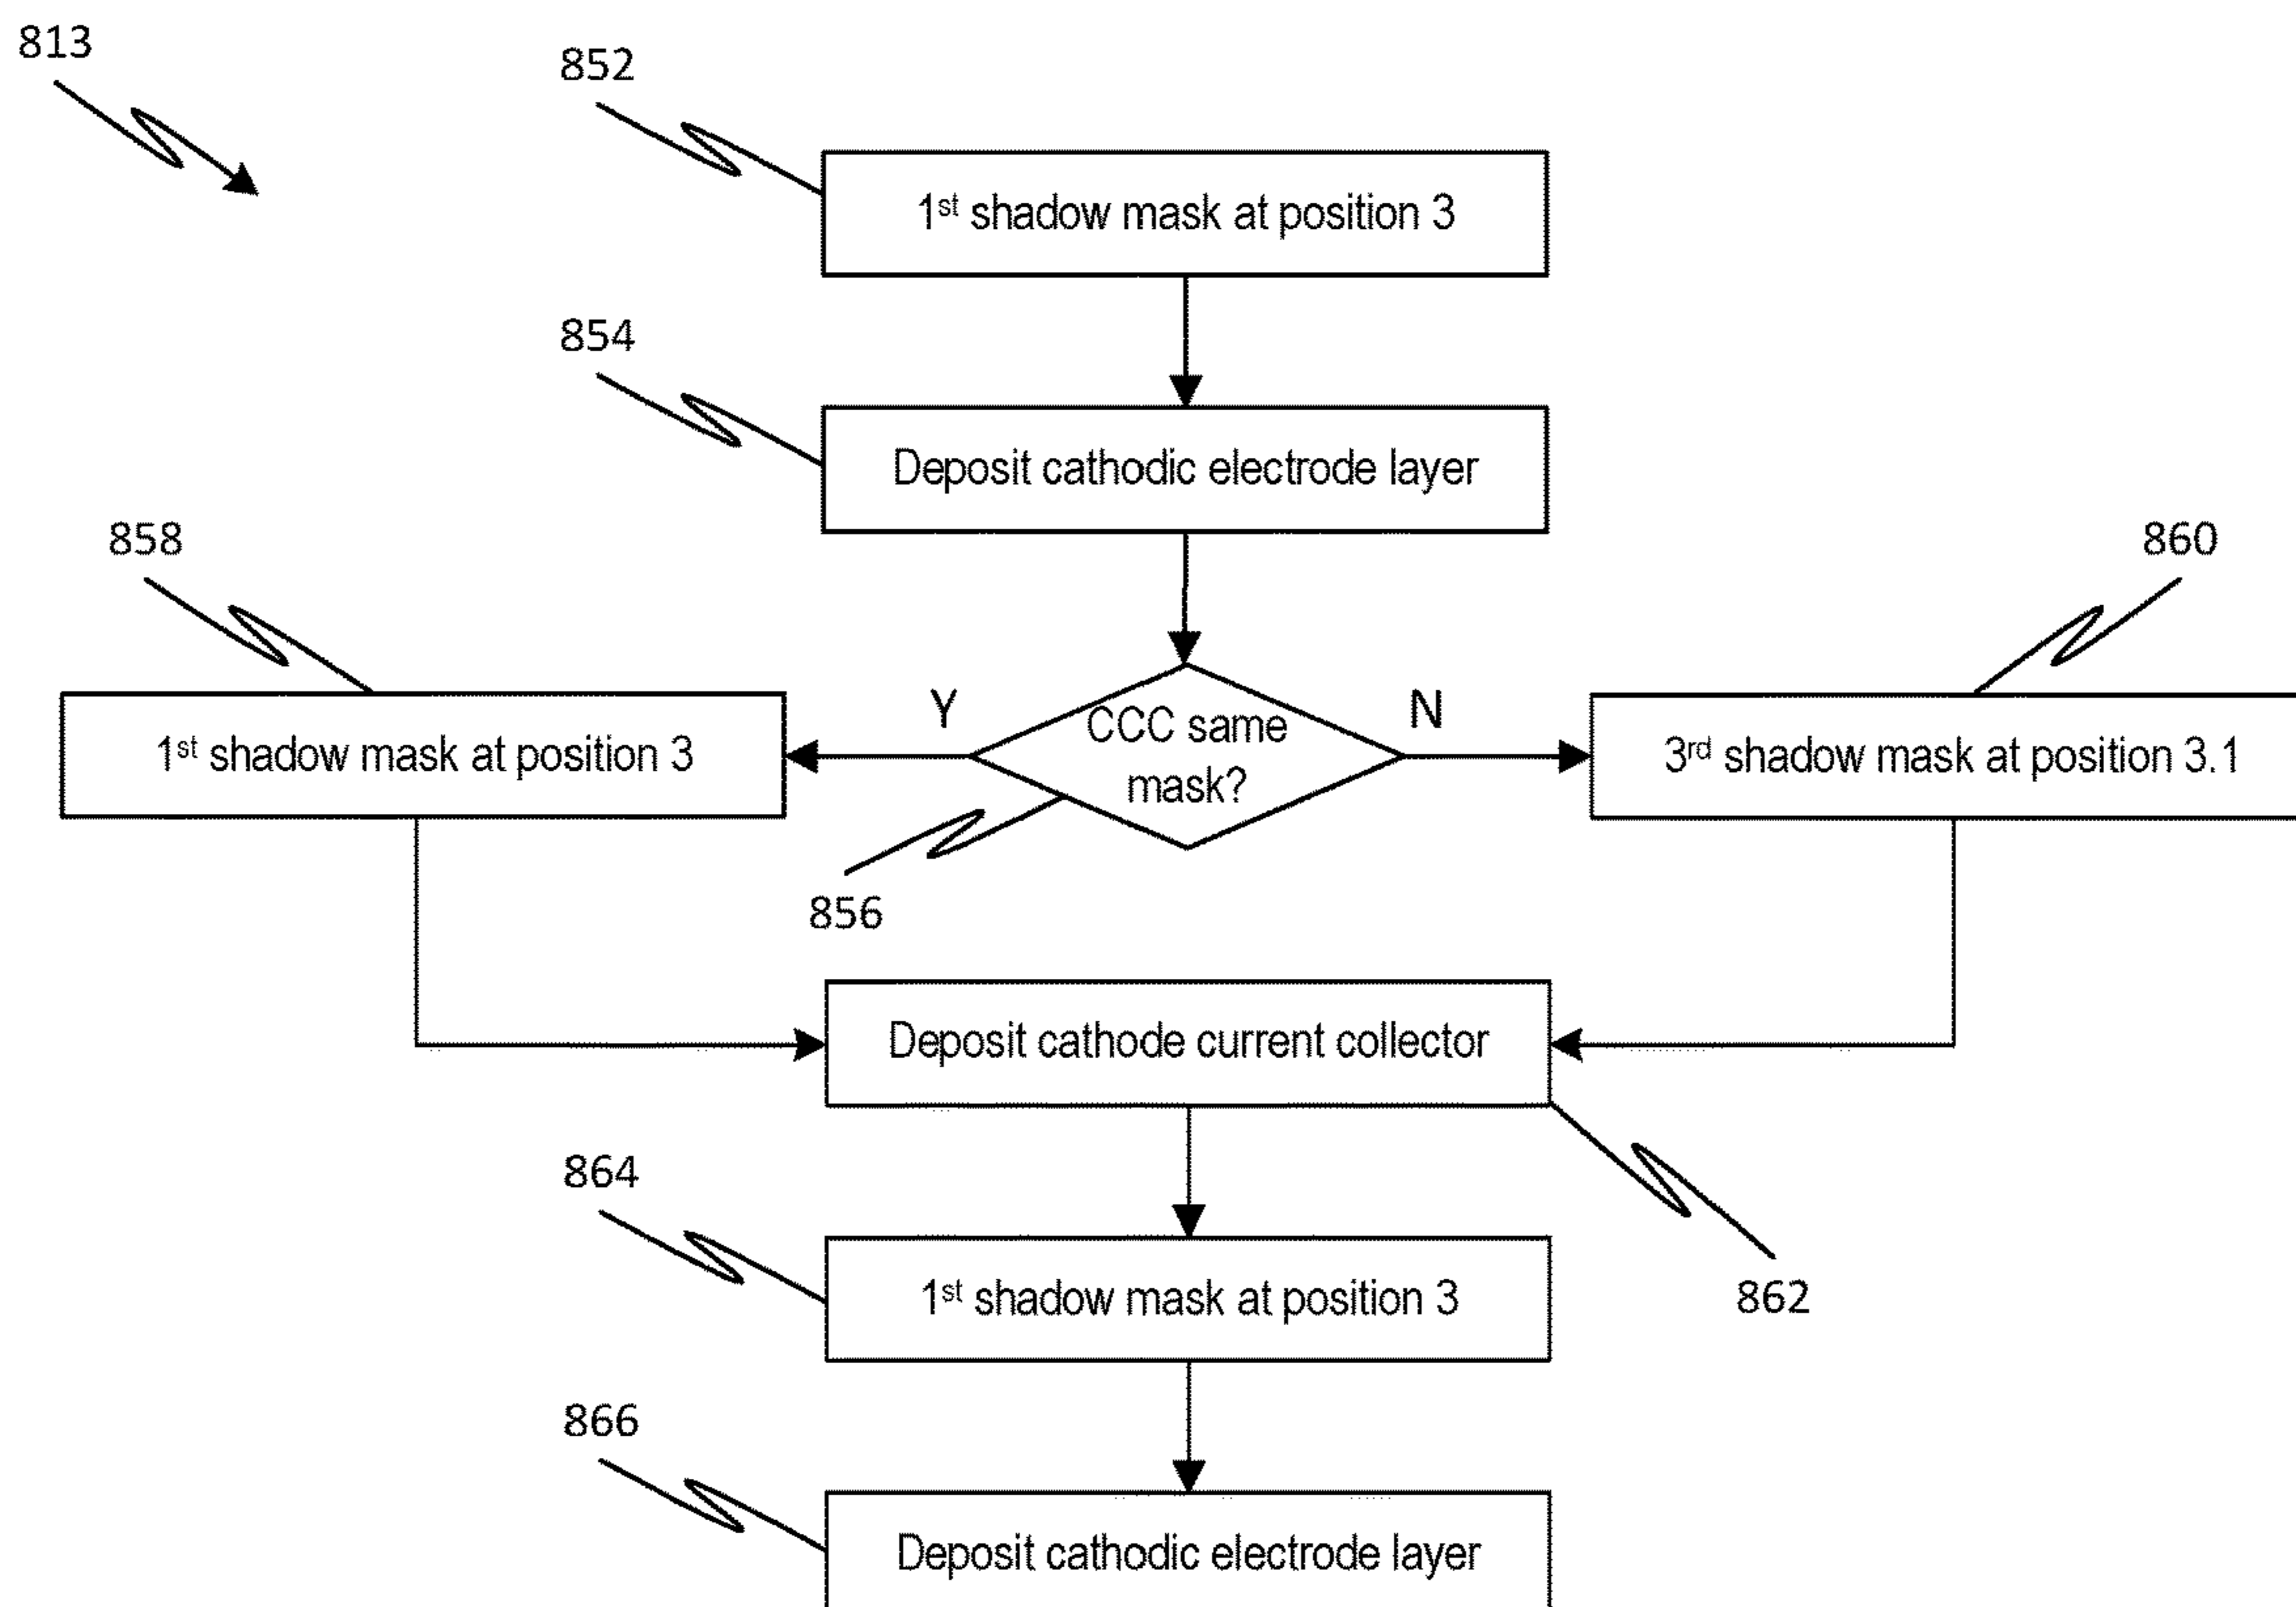 813
852
1st shadow mask at position 3
854
Deposit cathodic electrode layer
858
860
1st shadow mask at position 3
Y
CCC same
mask?
N
3rd shadow mask at position 3.1
856
Deposit cathode current collector
864
862
1st shadow mask at position 3
866
Deposit cathodic electrode layer